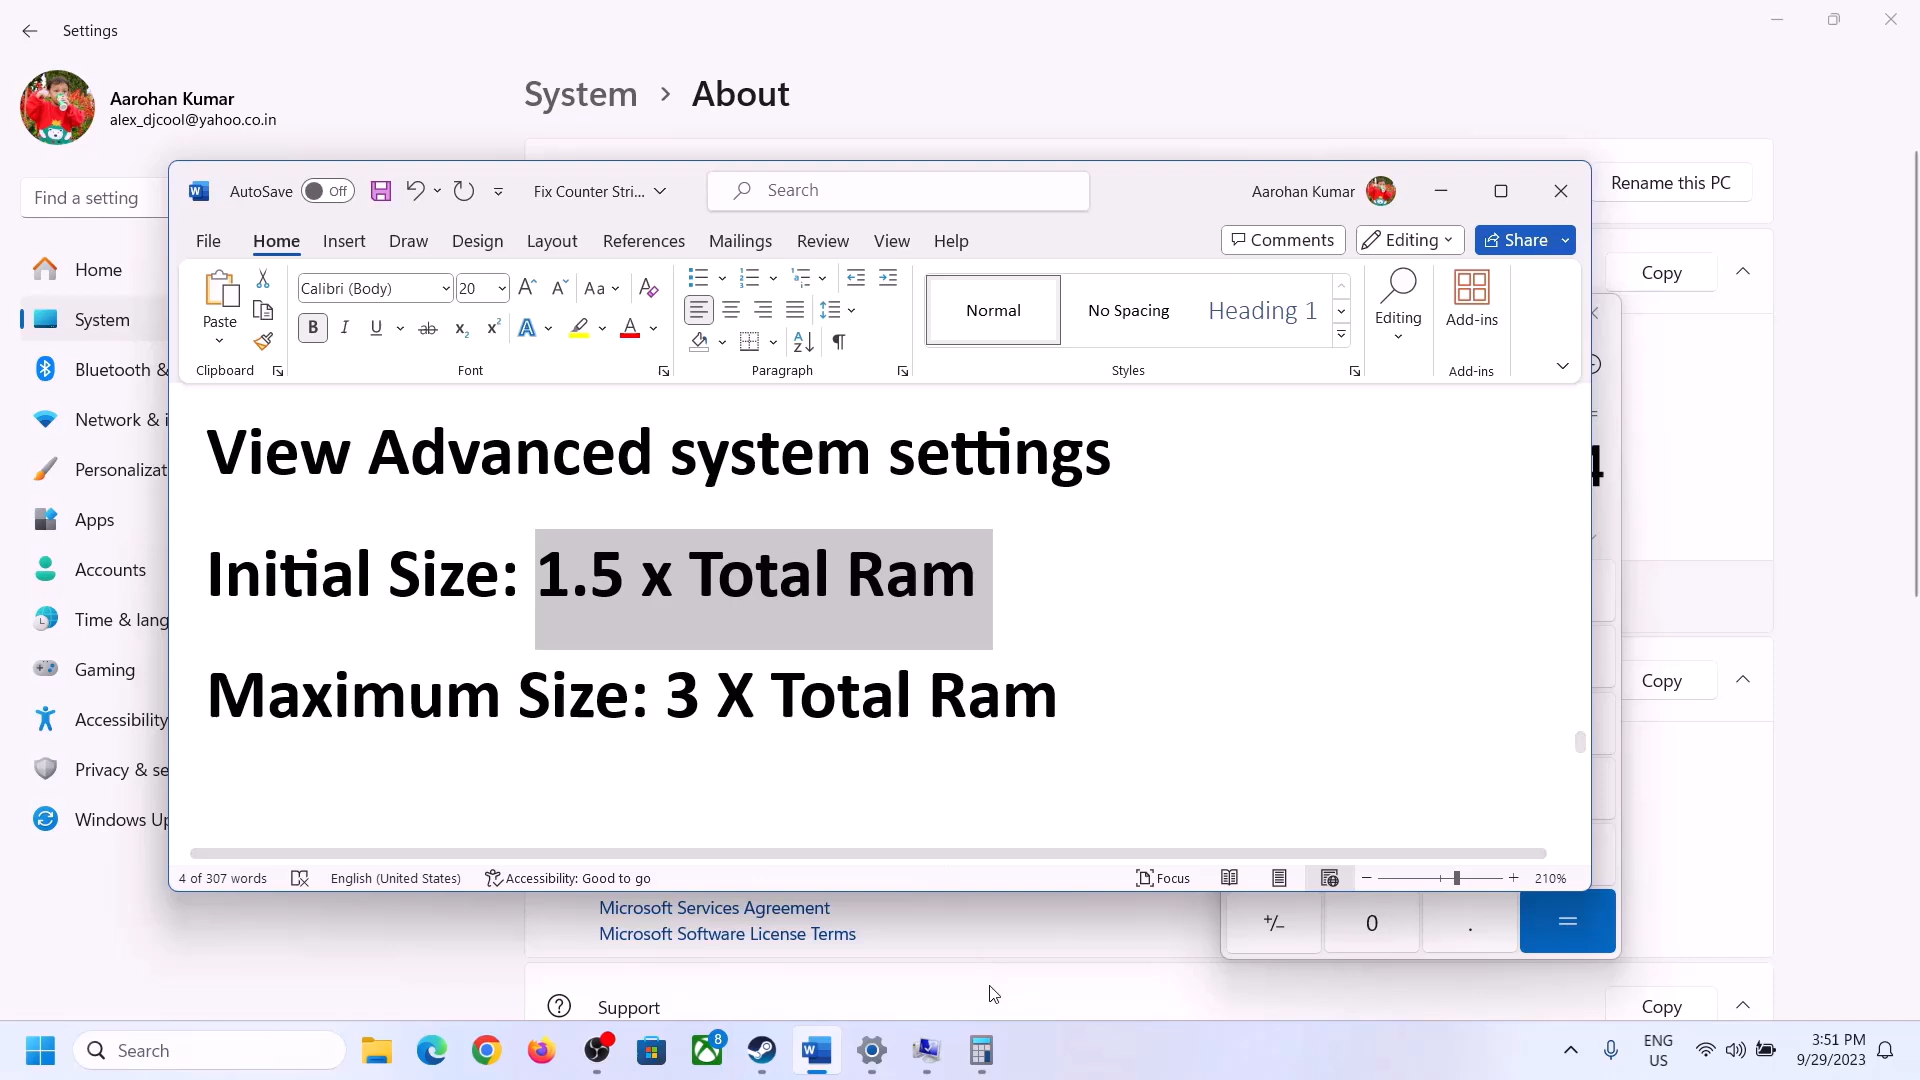 Settings
Aarohan Kumar
alex_djcool@yahoo.co.in
Find a setting
Home
System
Bluetooth &
Network & i
Personalizat
Apps
Accounts
Time & lang
Gaming
Accessibility
Privacy & se
Windows Up
System > About
Rename this PC
Copy
AutoSave Off
Fix Counter Stri...
Search
Aarohan Kumar
File Home Insert Draw Design Layout References Mailings Review View Help
Comments Editing Share
Paste
Calibri (Body) 20
Normal
No Spacing
Heading 1
Editing
Add-ins
Clipboard Font Paragraph Styles Add-ins
View Advanced system settings
Initial Size: 1.5 x Total Ram
Maximum Size: 3 X Total Ram
4 of 307 words
English (United States)
Accessibility: Good to go
Focus
210%
4
Copy
+/− 0 . =
Microsoft Services Agreement
Microsoft Software License Terms
Support
Copy
Search
8
ENG
US
3:51 PM
9/29/2023